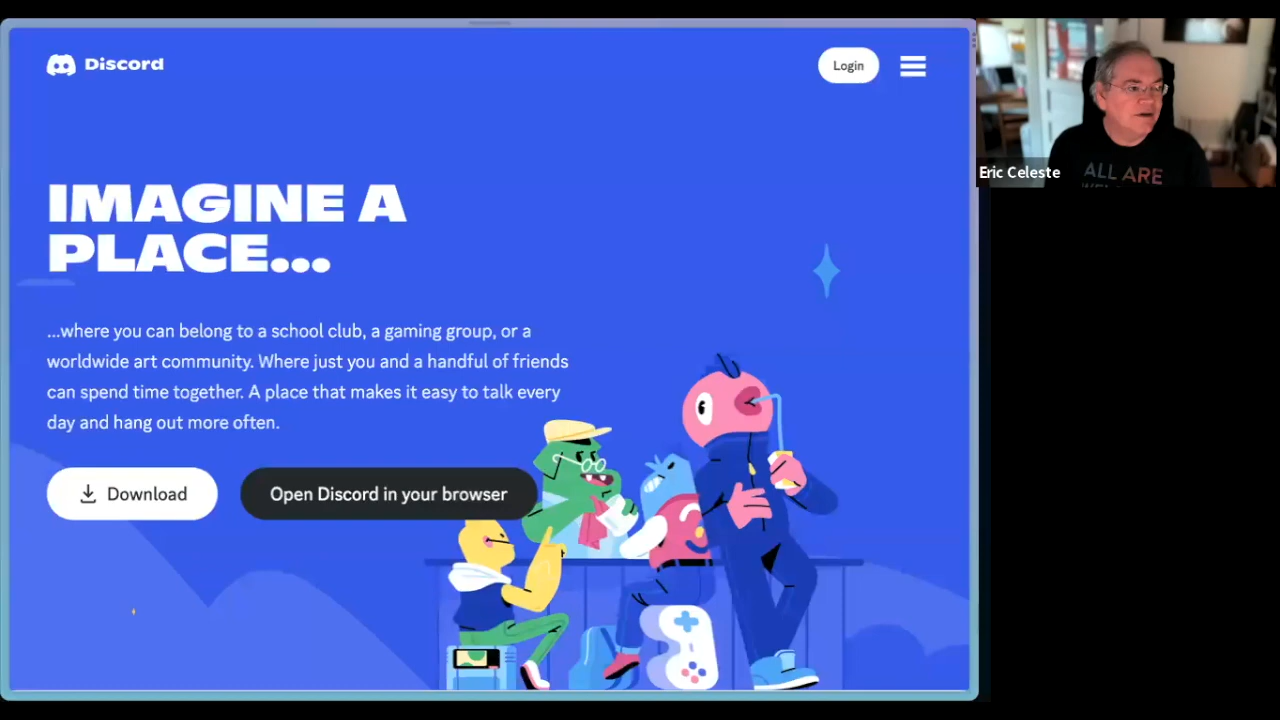 Discord
Login
IMAGINE A
PLACE...
...where you can belong to a school club, a gaming group, or a
worldwide art community. Where just you and a handful of friends
can spend time together. A place that makes it easy to talk every
day and hang out more often.
Download
Open Discord in your browser
Eric Celeste
ALL ARE